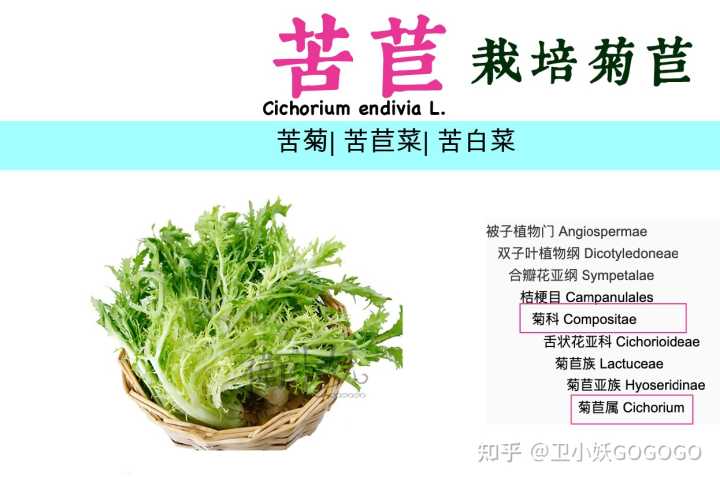 苦苣 栽培菊苣
Cichorium endivia L.
苦菊| 苦苣菜| 苦白菜
被子植物门 Angiospermae
双子叶植物纲 Dicotyledoneae
合瓣花亚纲 Sympetalae
桔梗目 Campanulales
菊科 Compositae
舌状花亚科 Cichorioideae
菊苣族 Lactuceae
菊苣亚族 Hyoseridinae
菊苣属 Cichorium
知乎 @卫小妖GOGOGO